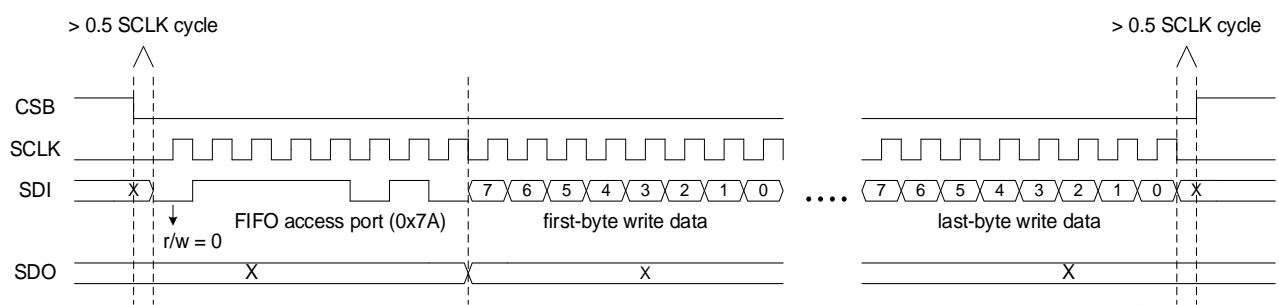 > 0.5 SCLK cycle > 0.5 SCLK cycle
CSB
SCLK
SDI X 7 6 5 4 3 2 1 0 .... 7 6 5 4 3 2 1 0 X
FIFO access port (0x7A) first-byte write data last-byte write data
r/w = 0
SDO X X X